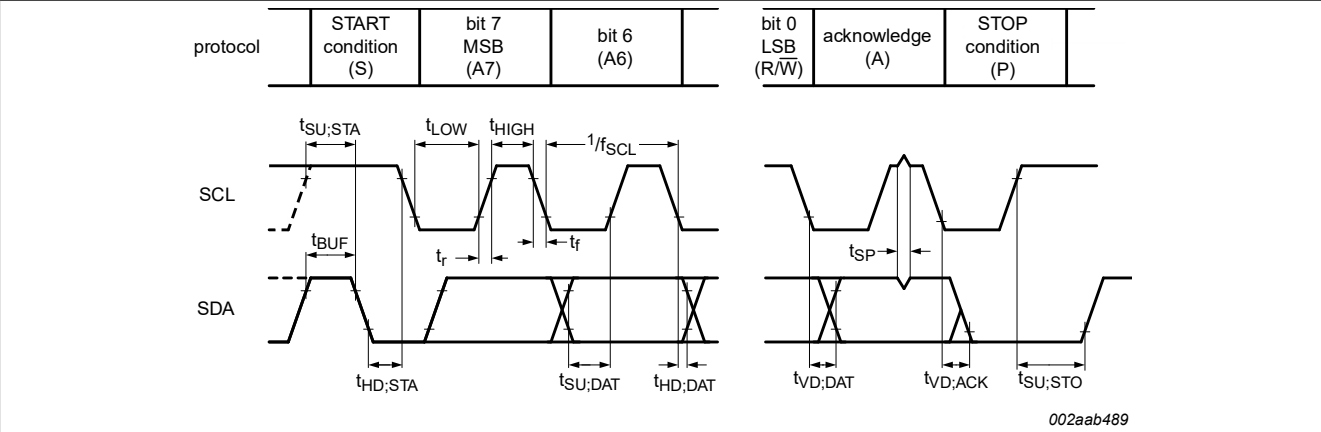 protocol
START
condition
(S)
bit 7
MSB
(A7)
bit 6
(A6)
bit 0
LSB
(R/W̅)
acknowledge
(A)
STOP
condition
(P)
tSU;STA
tLOW
tHIGH
1/fSCL
SCL
tBUF
tr
tf
tSP
SDA
tHD;STA
tSU;DAT
tHD;DAT
tVD;DAT
tVD;ACK
tSU;STO
002aab489